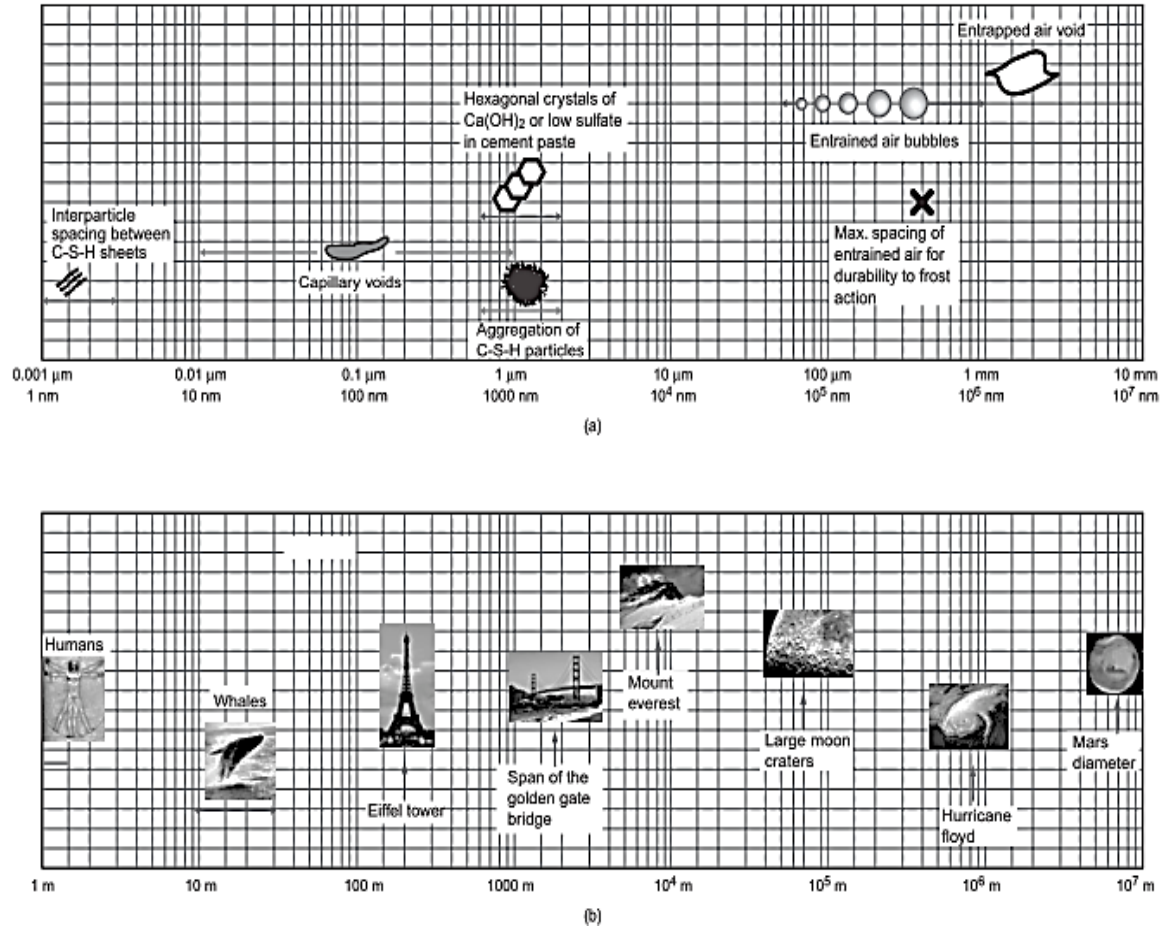 Entrapped air void
Hexagonal crystals of
Ca(OH)₂ or low sulfate
in cement paste
Entrained air bubbles
Interparticle
spacing between
C-S-H sheets
Max. spacing of
entrained air for
durability to frost
action
Capillary voids
Aggregation of
C-S-H particles
0.001 µm 0.01 µm 0.1 µm 1 µm 10 µm 100 µm 1 mm 10 mm
1 nm 10 nm 100 nm 1000 nm 10⁴ nm 10⁵ nm 10⁶ nm 10⁷ nm
(a)
Humans
Whales
Eiffel tower
Span of the
golden gate
bridge
Mount
everest
Large moon
craters
Hurricane
floyd
Mars
diameter
1 m 10 m 100 m 1000 m 10⁴ m 10⁵ m 10⁶ m 10⁷ m
(b)